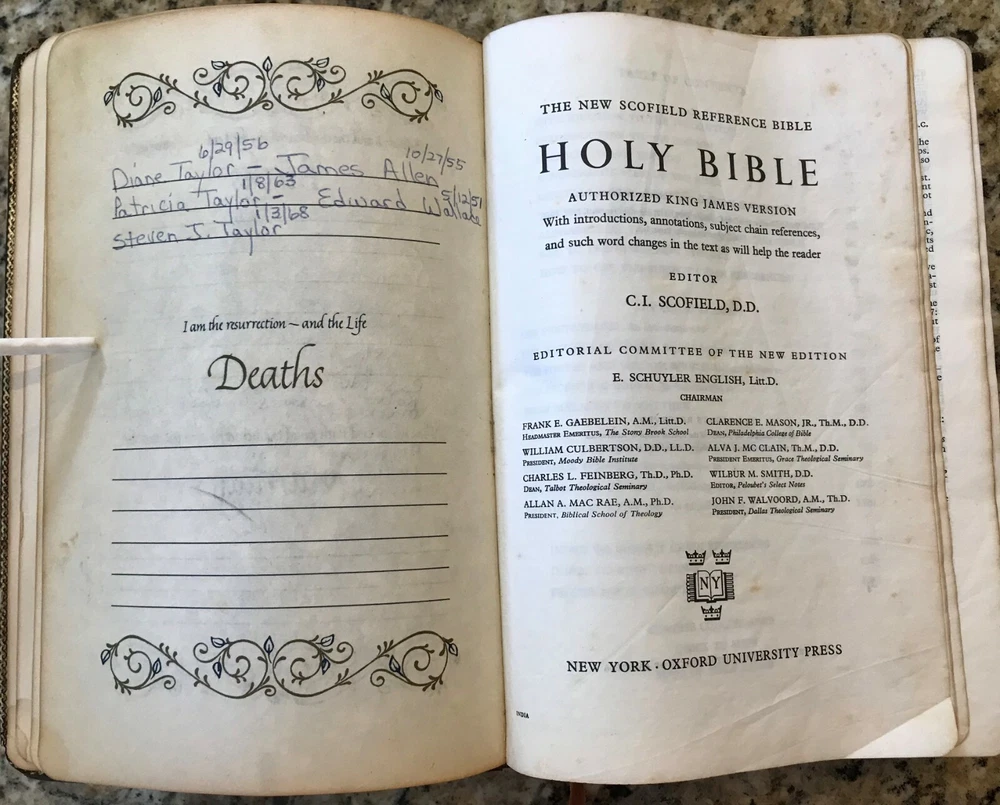 6/29/56 10/27/55
Diane Taylor – James Allen
1/8/63 5/12/51
Patricia Taylor – Edward Wallace
1/3/68
Steven J. Taylor
I am the resurrection – and the Life
Deaths
THE NEW SCOFIELD REFERENCE BIBLE
HOLY BIBLE
AUTHORIZED KING JAMES VERSION
With introductions, annotations, subject chain references,
and such word changes in the text as will help the reader
EDITOR
C.I. SCOFIELD, D.D.
EDITORIAL COMMITTEE OF THE NEW EDITION
E. SCHUYLER ENGLISH, Litt.D.
CHAIRMAN
FRANK E. GAEBELEIN, A.M., Litt.D.
HEADMASTER EMERITUS, The Stony Brook School
WILLIAM CULBERTSON, D.D., LL.D.
PRESIDENT, Moody Bible Institute
CHARLES L. FEINBERG, Th.D., Ph.D.
DEAN, Talbot Theological Seminary
ALLAN A. MAC RAE, A.M., Ph.D.
PRESIDENT, Biblical School of Theology
CLARENCE E. MASON, JR., Th.M., D.D.
DEAN, Philadelphia College of Bible
ALVA J. MC CLAIN, Th.M., D.D.
PRESIDENT EMERITUS, Grace Theological Seminary
WILBUR M. SMITH, D.D.
EDITOR, Peloubet's Select Notes
JOHN F. WALVOORD, A.M., Th.D.
PRESIDENT, Dallas Theological Seminary
NY
NEW YORK · OXFORD UNIVERSITY PRESS
INDIA